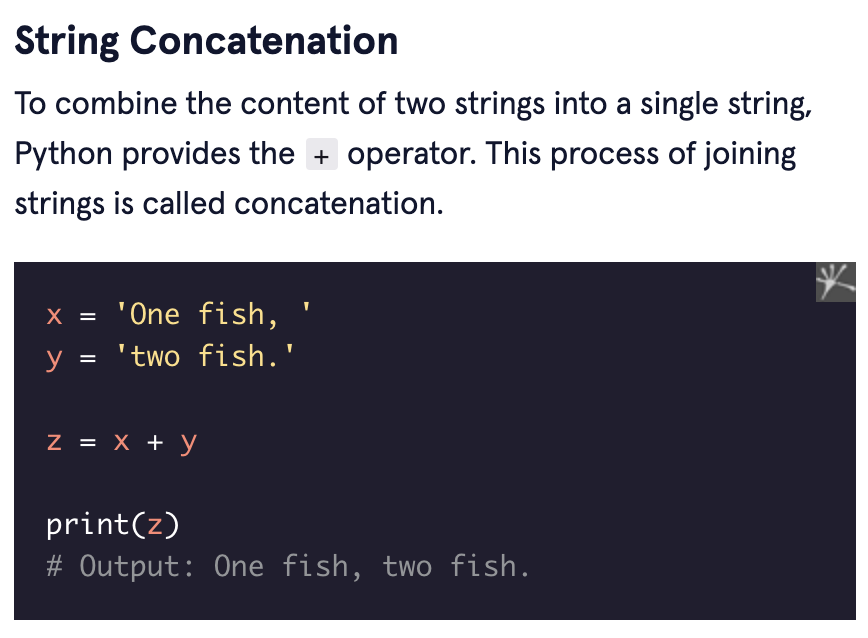 String Concatenation
To combine the content of two strings into a single string,
Python provides the + operator. This process of joining
strings is called concatenation.
x = 'One fish, '
y = 'two fish.'
z = x + y
print(z)
# Output: One fish, two fish.